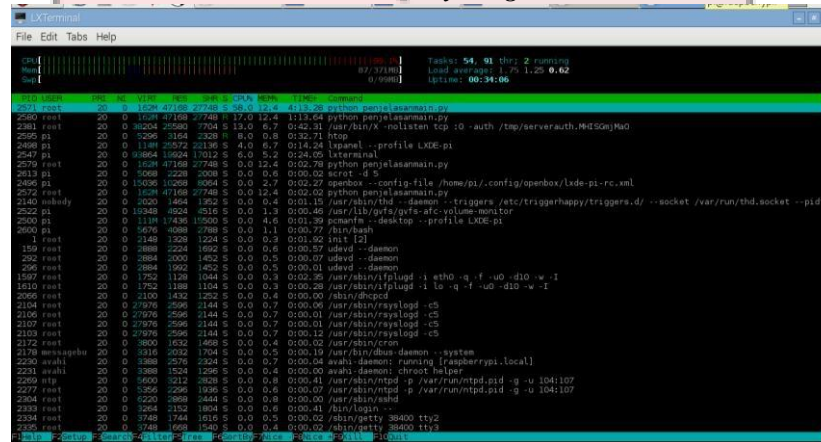 LXTerminal
File Edit Tabs Help
CPU[ ]
Mem[ 87/371MB]
Swp[ 0/99MB]
Tasks: 54, 91 thr; 2 running
Load average: 1.75 1.25 0.62
Uptime: 00:34:06
PID USER PRI NI VIRT RES SHR S CPU% MEM% TIME+ Command
2571 root 20 0 162M 47168 27748 S 58.0 12.4 4:13.28 python penjelasanmain.py
2580 root 20 0 162M 47168 27748 R 17.0 12.4 1:13.64 python penjelasanmain.py
2381 root 20 0 38204 25580 7704 S 13.0 6.7 0:42.31 /usr/bin/X -nolisten tcp :0 -auth /tmp/serverauth.MHISGmjMaO
2595 pi 20 0 5296 3164 2328 R 8.0 0.8 0:32.71 htop
2498 pi 20 0 114M 25572 22136 S 4.0 6.7 0:14.24 lxpanel --profile LXDE-pi
2547 pi 20 0 93864 19924 17012 S 6.0 5.2 0:24.05 lxterminal
2579 root 20 0 162M 47168 27748 S 0.0 12.4 0:02.78 python penjelasanmain.py
2613 pi 20 0 5068 2228 2008 S 0.0 0.6 0:00.02 scrot -d 5
2496 pi 20 0 15036 10268 8064 S 0.0 2.7 0:02.27 openbox --config-file /home/pi/.config/openbox/lxde-pi-rc.xml
2572 root 20 0 162M 47168 27748 S 0.0 12.4 0:02.02 python penjelasanmain.py
2140 nobody 20 0 2020 1464 1352 S 0.0 0.4 0:01.15 /usr/sbin/thd --daemon --triggers /etc/triggerhappy/triggers.d/ --socket /var/run/thd.socket --pid
2522 pi 20 0 19348 4924 4516 S 0.0 1.3 0:00.46 /usr/lib/gvfs/gvfs-afc-volume-monitor
2500 pi 20 0 111M 17436 15500 S 0.0 4.6 0:01.39 pcmanfm --desktop --profile LXDE-pi
2600 pi 20 0 5676 4088 2788 S 0.0 1.1 0:00.77 /bin/bash
1 root 20 0 2148 1328 1224 S 0.0 0.3 0:01.92 init [2]
159 root 20 0 2888 2224 1692 S 0.0 0.6 0:00.57 udevd --daemon
292 root 20 0 2884 2000 1452 S 0.0 0.5 0:00.07 udevd --daemon
296 root 20 0 2884 1992 1452 S 0.0 0.5 0:00.01 udevd --daemon
1597 root 20 0 1752 1128 1044 S 0.0 0.3 0:02.35 /usr/sbin/ifplugd -i eth0 -q -f -u0 -d10 -w -I
1610 root 20 0 1752 1188 1104 S 0.0 0.3 0:00.28 /usr/sbin/ifplugd -i lo -q -f -u0 -d10 -w -I
2066 root 20 0 2100 1432 1252 S 0.0 0.4 0:00.00 /sbin/dhcpcd
2104 root 20 0 27976 2596 2144 S 0.0 0.7 0:00.06 /usr/sbin/rsyslogd -c5
2106 root 20 0 27976 2596 2144 S 0.0 0.7 0:00.01 /usr/sbin/rsyslogd -c5
2107 root 20 0 27976 2596 2144 S 0.0 0.7 0:00.01 /usr/sbin/rsyslogd -c5
2103 root 20 0 27976 2596 2144 S 0.0 0.7 0:00.12 /usr/sbin/rsyslogd -c5
2172 root 20 0 3800 1632 1468 S 0.0 0.4 0:00.02 /usr/sbin/cron
2178 messagebu 20 0 3316 2032 1704 S 0.0 0.5 0:00.19 /usr/bin/dbus-daemon --system
2230 avahi 20 0 3388 2576 2324 S 0.0 0.7 0:00.04 avahi-daemon: running [raspberrypi.local]
2231 avahi 20 0 3388 1524 1296 S 0.0 0.4 0:00.00 avahi-daemon: chroot helper
2269 ntp 20 0 5600 3212 2828 S 0.0 0.8 0:00.41 /usr/sbin/ntpd -p /var/run/ntpd.pid -g -u 104:107
2277 root 20 0 5356 2296 1936 S 0.0 0.6 0:00.07 /usr/sbin/ntpd -p /var/run/ntpd.pid -g -u 104:107
2304 root 20 0 6220 2868 2444 S 0.0 0.8 0:00.00 /usr/sbin/sshd
2333 root 20 0 3264 2152 1804 S 0.0 0.6 0:00.41 /bin/login --
2334 root 20 0 3748 1744 1616 S 0.0 0.5 0:00.02 /sbin/getty 38400 tty2
2335 root 20 0 3748 1668 1540 S 0.0 0.4 0:00.02 /sbin/getty 38400 tty3
F1Help F2Setup F3Search F4Filter F5Tree F6SortBy F7Nice -F8Nice +F9Kill F10Quit